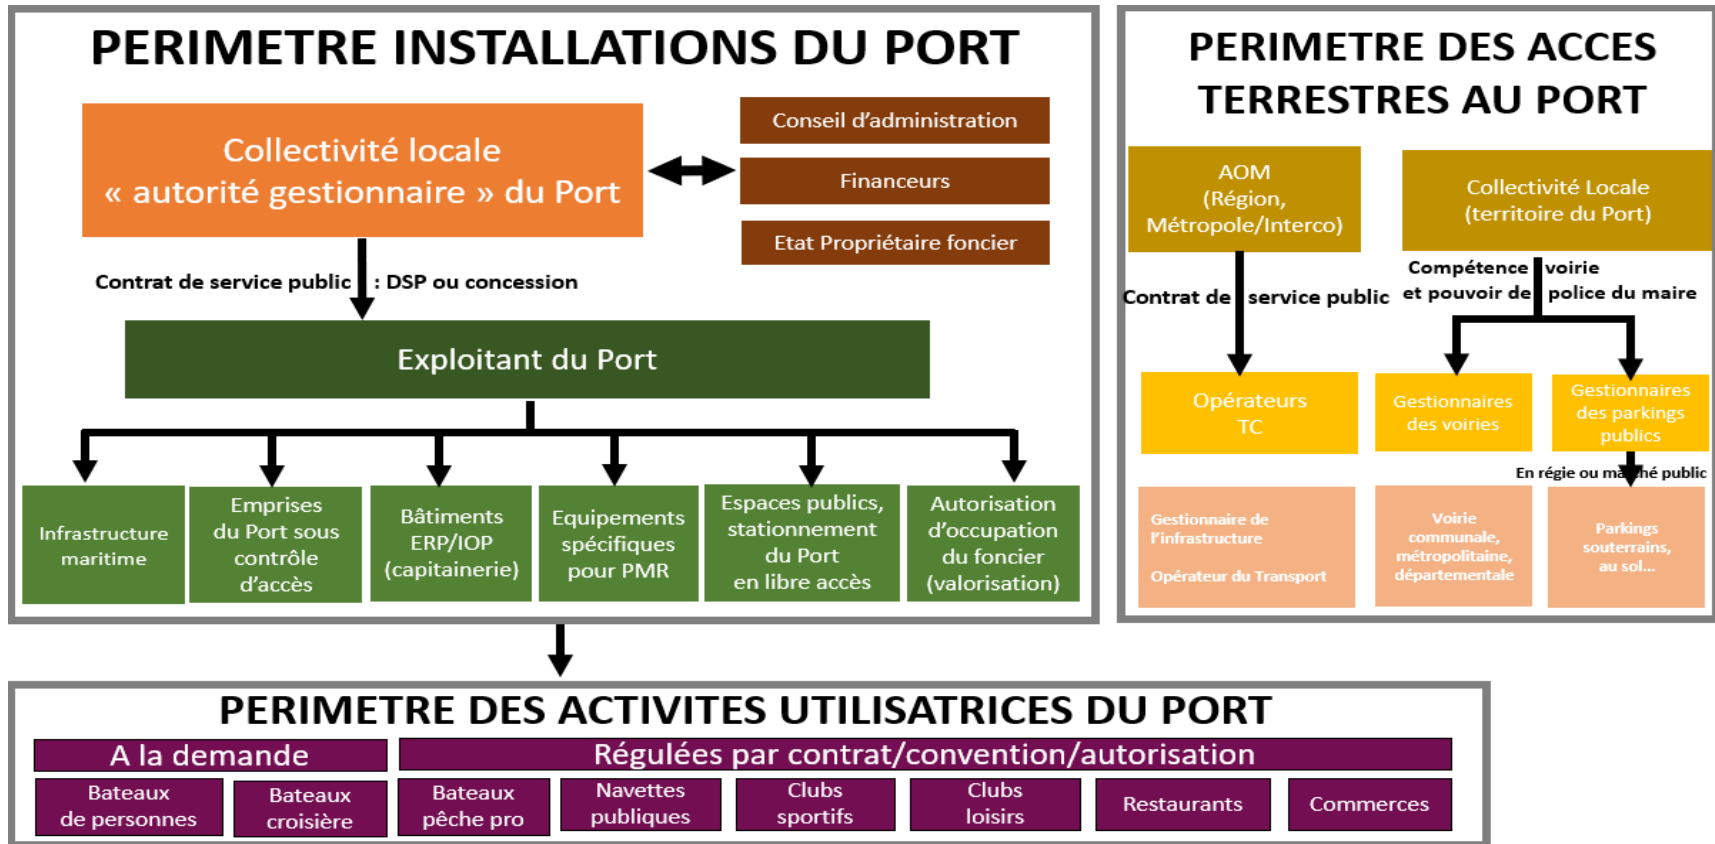 PERIMETRE INSTALLATIONS DU PORT
Collectivité locale
« autorité gestionnaire » du Port
Conseil d’administration
Financeurs
Etat Propriétaire foncier
Contrat de service public : DSP ou concession
Exploitant du Port
Infrastructure
maritime
Emprises
du Port sous
contrôle
d’accès
Bâtiments
ERP/IOP
(capitainerie)
Equipements
spécifiques
pour PMR
Espaces publics,
stationnement
du Port
en libre accès
Autorisation
d’occupation
du foncier
(valorisation)
PERIMETRE DES ACCES
TERRESTRES AU PORT
AOM
(Région,
Métropole/Interco)
Collectivité Locale
(territoire du Port)
Contrat de service public
Compétence voirie
et pouvoir de police du maire
Opérateurs
TC
Gestionnaires
des voiries
Gestionnaires
des parkings
publics
En régie ou marché public
Gestionnaire de
l’infrastructure
Opérateur du Transport
Voirie
communale,
métropolitaine,
départementale
Parkings
souterrains,
au sol...
PERIMETRE DES ACTIVITES UTILISATRICES DU PORT
A la demande
Régulées par contrat/convention/autorisation
Bateaux
de personnes
Bateaux
croisière
Bateaux
pêche pro
Navettes
publiques
Clubs
sportifs
Clubs
loisirs
Restaurants
Commerces